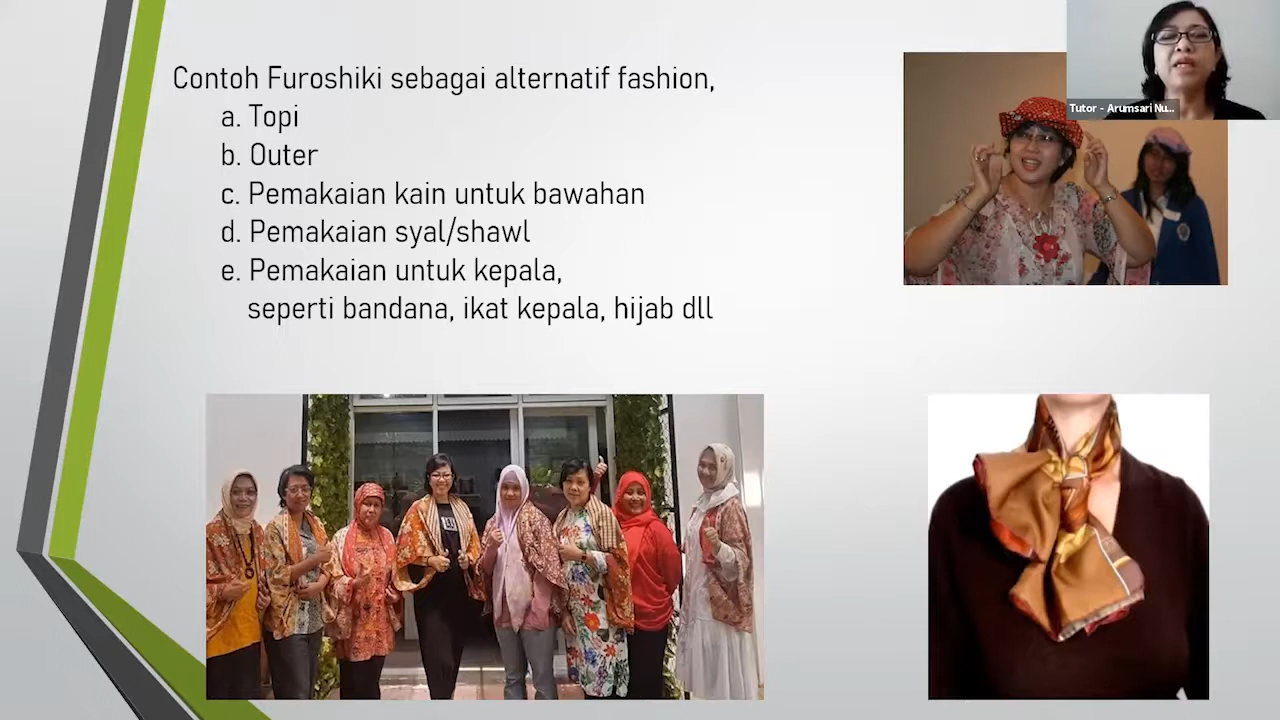 Contoh Furoshiki sebagai alternatif fashion,
a. Topi
b. Outer
c. Pemakaian kain untuk bawahan
d. Pemakaian syal/shawl
e. Pemakaian untuk kepala,
seperti bandana, ikat kepala, hijab dll
Tutor - Arumsari Nu...